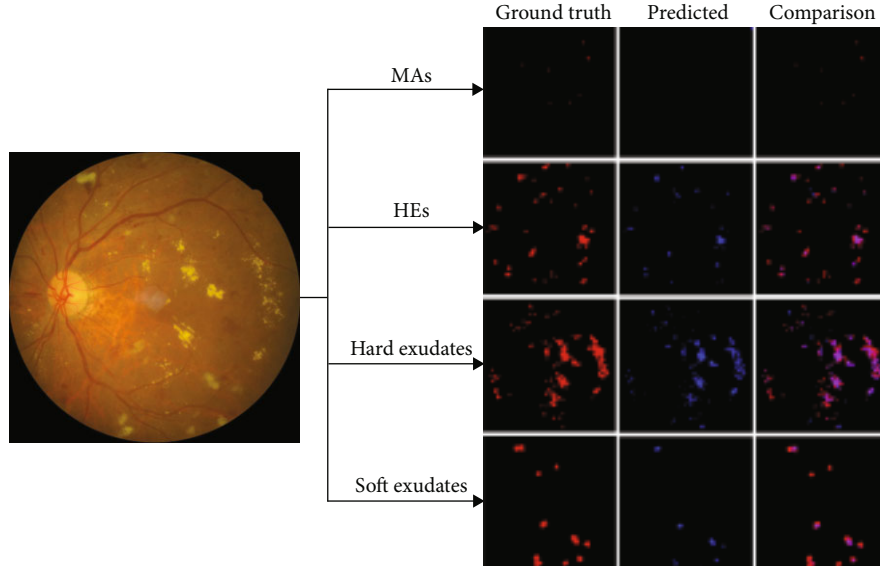 Ground truth Predicted Comparison
MAs
HEs
Hard exudates
Soft exudates